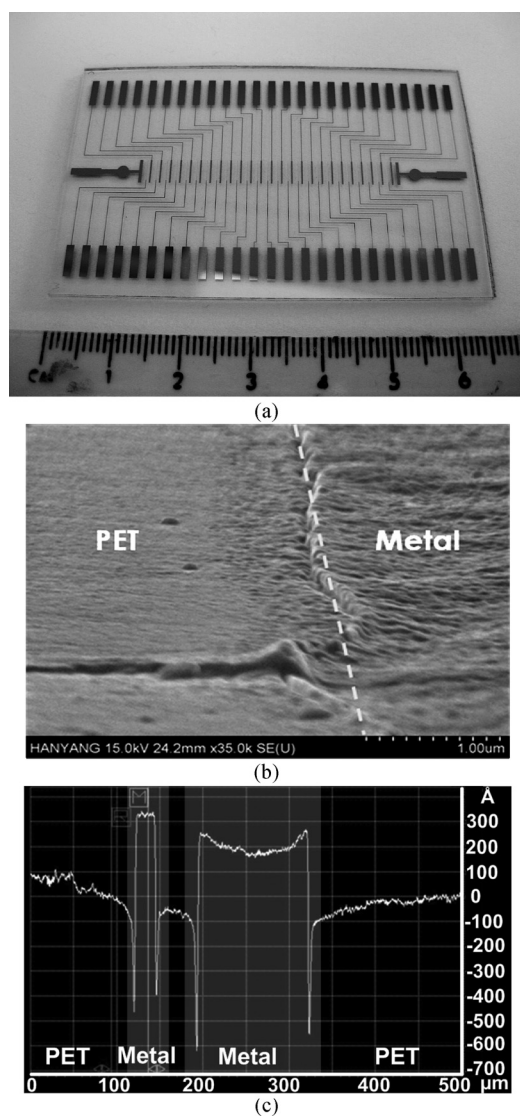 Cm 1 2 3 4 5 6
(a)
PET Metal
HANYANG 15.0kV 24.2mm x35.0k SE(U) 1.00um
(b)
M
Å
300
200
100
0
-100
-200
-300
-400
-500
-600
-700
PET Metal Metal PET
0 100 200 300 400 500 µm
(c)